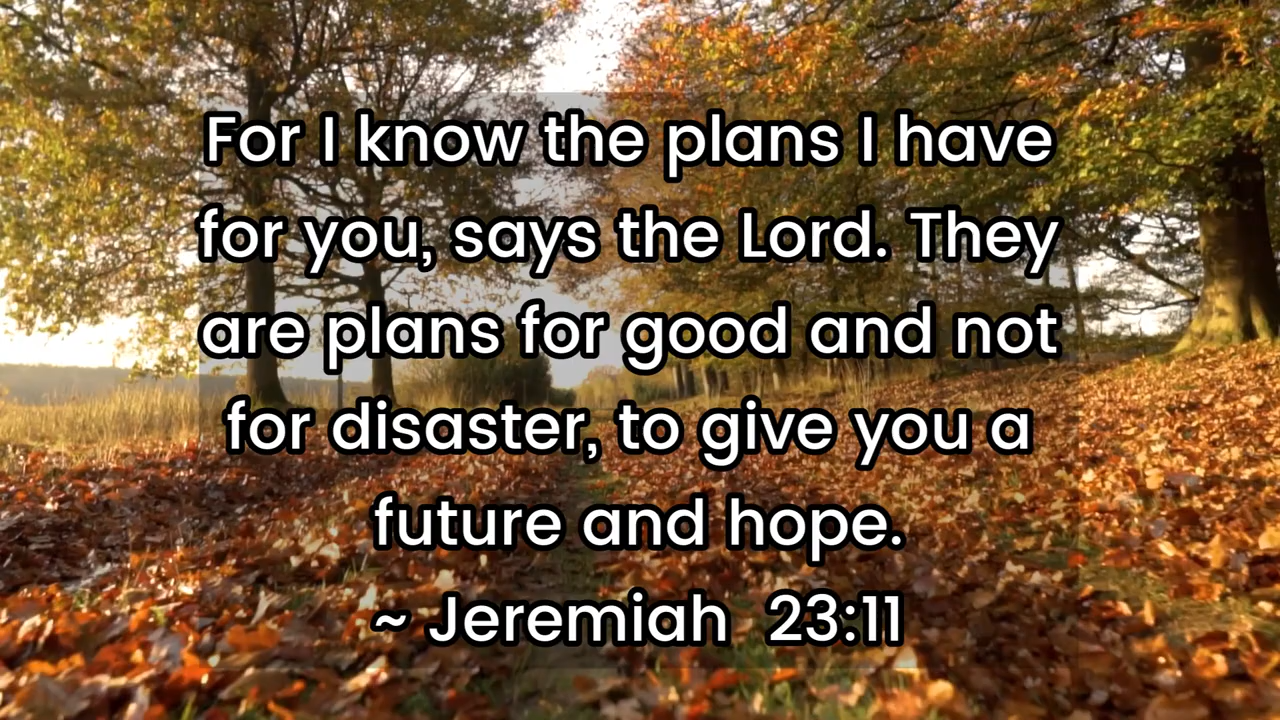 For I know the plans I have
for you, says the Lord. They
are plans for good and not
for disaster, to give you a
future and hope.
~ Jeremiah  23:11